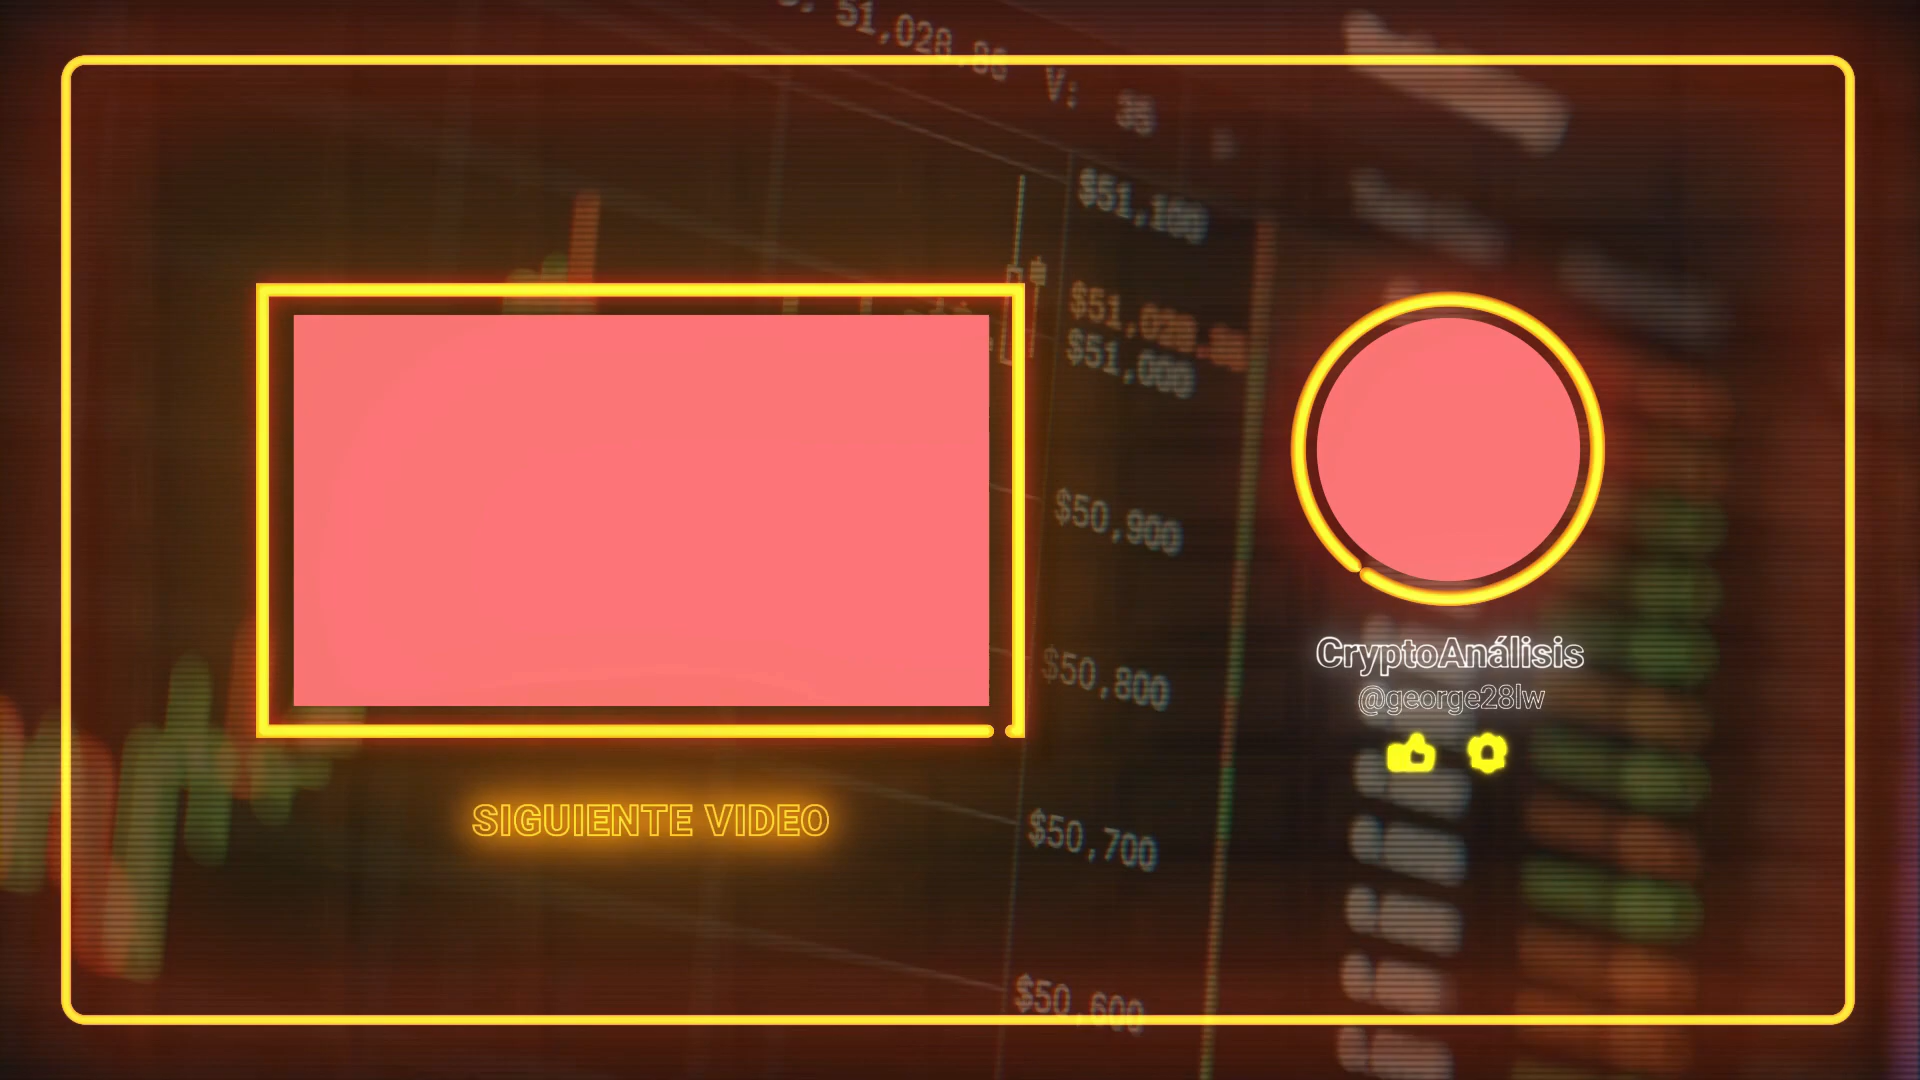 51,028.86 V: 35
$51,100
$51,028.86
$51,000
$50,900
$50,800
$50,700
$50,600
CryptoAnálisis
@george28lw
SIGUIENTE VIDEO